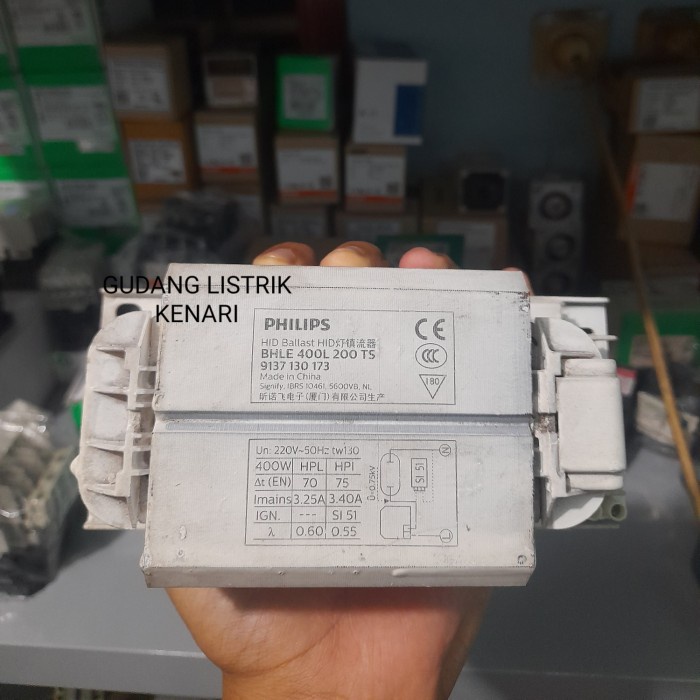 GUDANG LISTRIK
KENARI
PHILIPS
HID Ballast HID灯镇流器
BHLE 400L 200 TS
9137 130 173
Made in China
Signify, IBRS 10461, 5600VB, NL
昕诺飞电子(厦门)有限公司生产
CE
CCC
180
Un: 220V~50Hz tw130
400W HPL HPI
Δt (EN) 70 75
Imains 3.25A 3.40A
IGN. --- SI 51
λ 0.60 0.55
D=0.75kV
SI 51
N
L